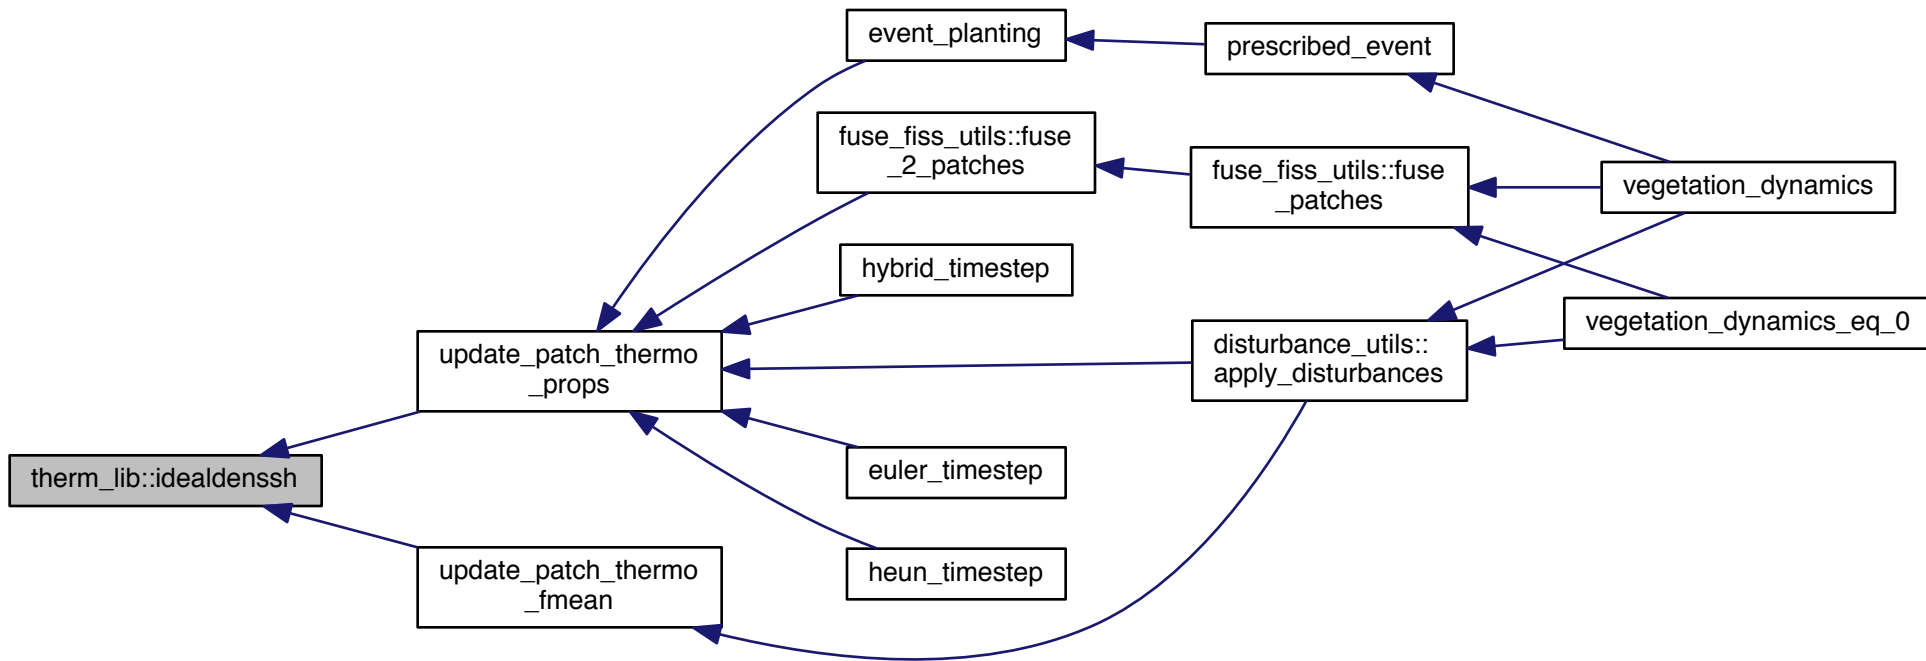 event_planting
prescribed_event
fuse_fiss_utils::fuse
_2_patches
fuse_fiss_utils::fuse
_patches
vegetation_dynamics
hybrid_timestep
vegetation_dynamics_eq_0
update_patch_thermo
_props
disturbance_utils::
apply_disturbances
therm_lib::idealdenssh
euler_timestep
update_patch_thermo
_fmean
heun_timestep